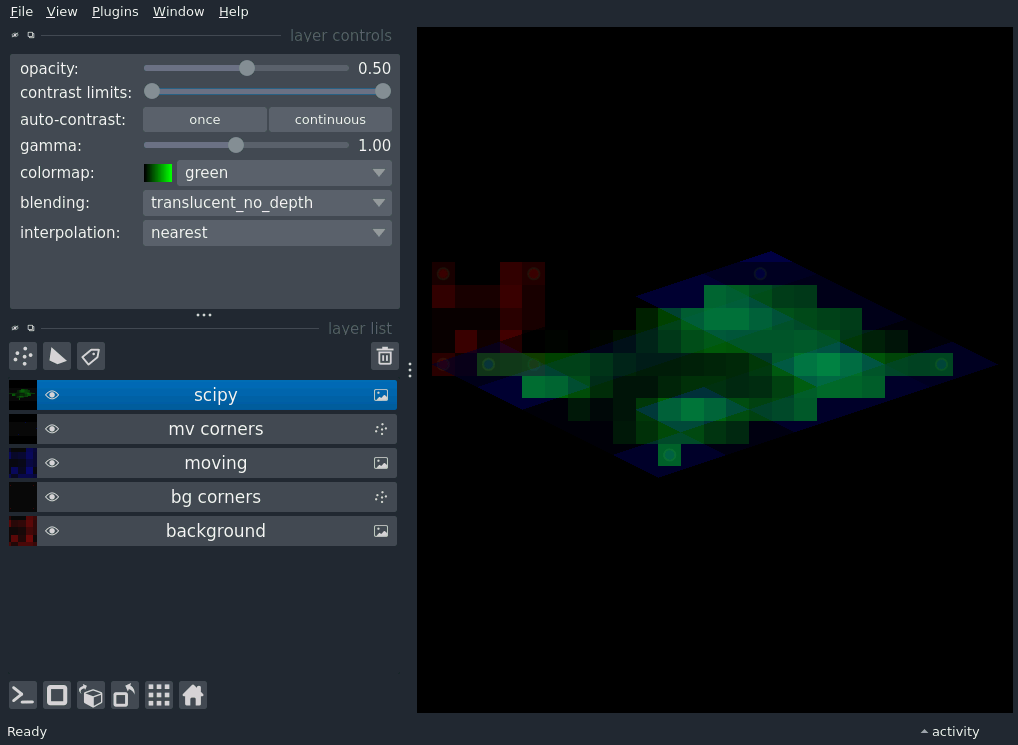 File View Plugins Window Help
layer controls
opacity: 0.50
contrast limits:
auto-contrast: once continuous
gamma: 1.00
colormap: green
blending: translucent_no_depth
interpolation: nearest
layer list
scipy
mv corners
moving
bg corners
background
Ready activity